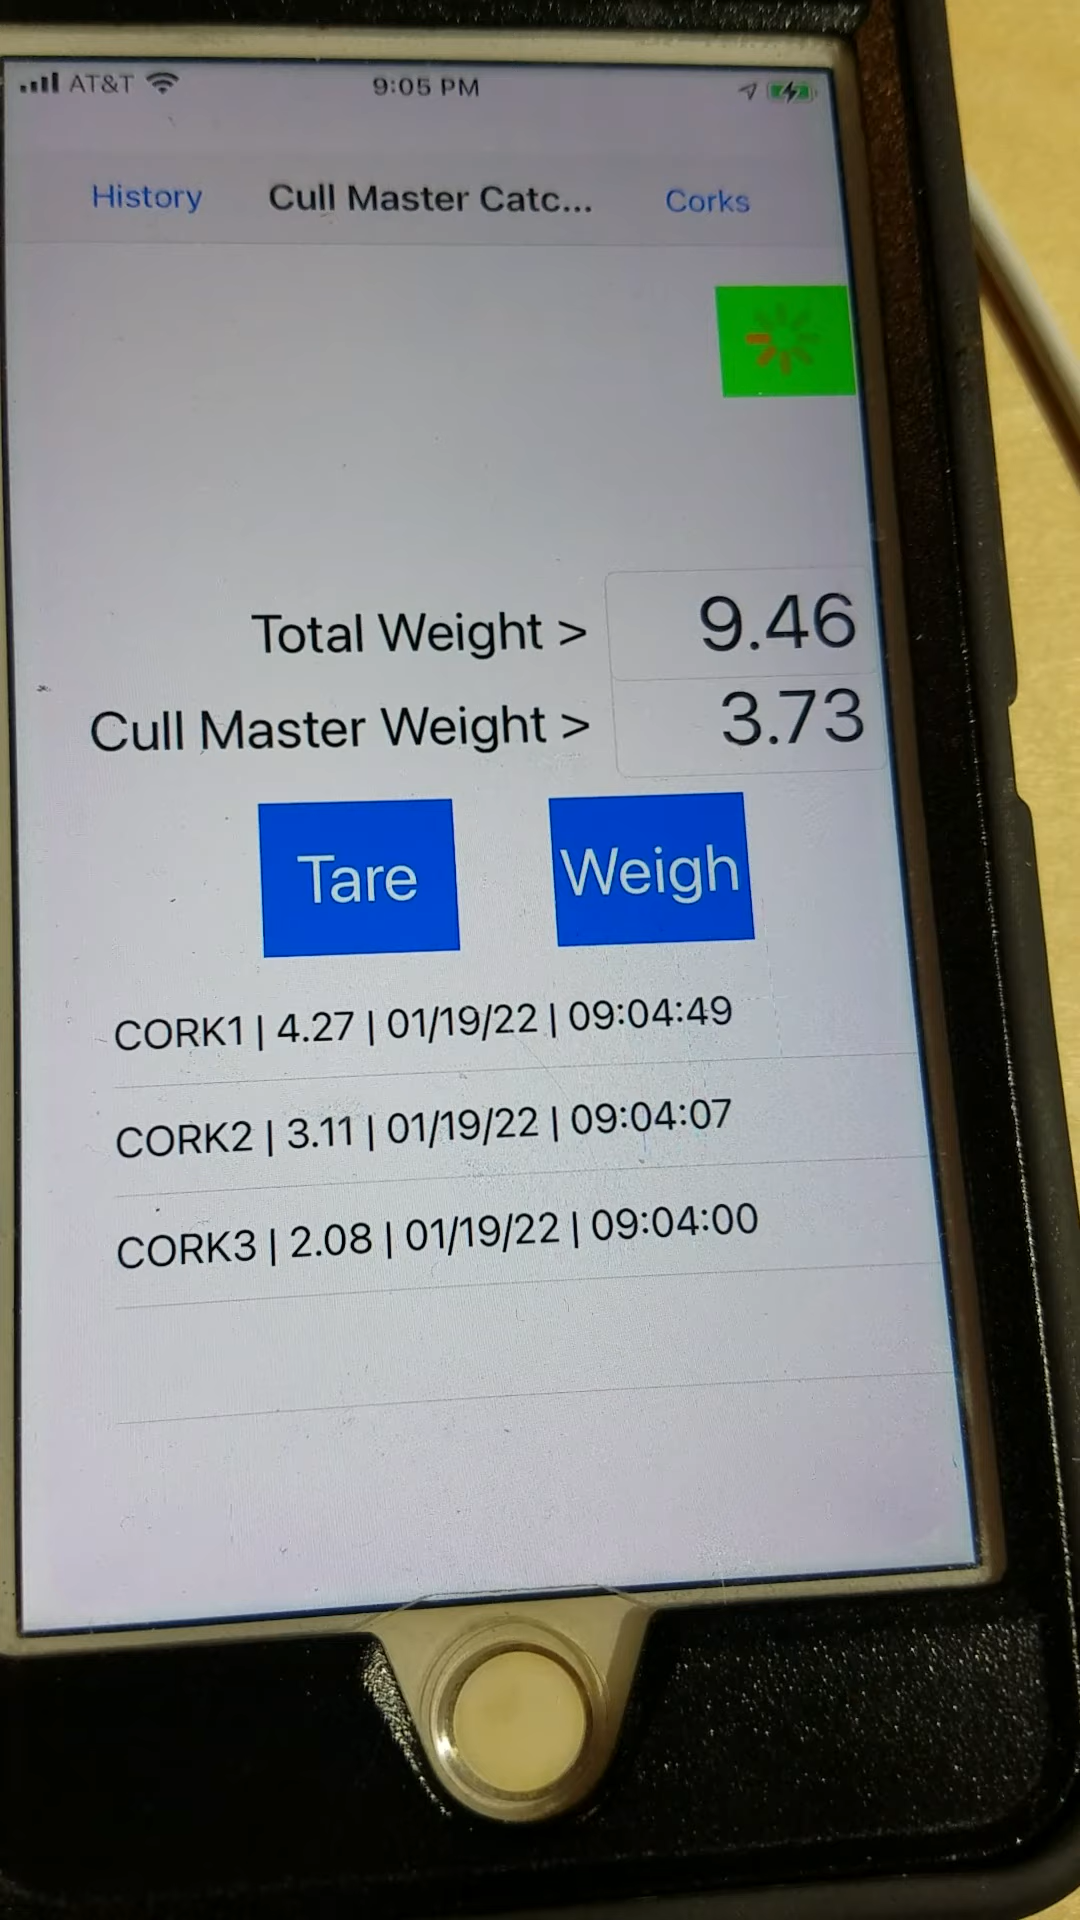 AT&T 9:05 PM
History Cull Master Catc... Corks
Total Weight > 9.46
Cull Master Weight > 3.73
Tare Weigh
CORK1 | 4.27 | 01/19/22 | 09:04:49
CORK2 | 3.11 | 01/19/22 | 09:04:07
CORK3 | 2.08 | 01/19/22 | 09:04:00